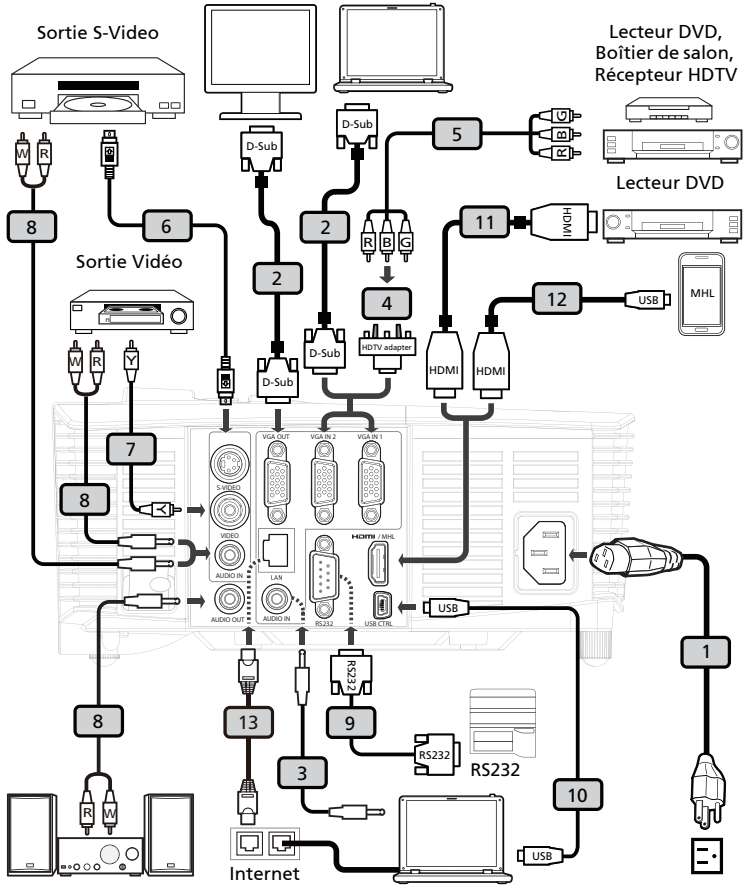 Sortie S-Video
Lecteur DVD,
Boîtier de salon,
Récepteur HDTV
D-Sub
D-Sub
5
G
B
R
W R
Lecteur DVD
8
6
2
R B G
11
HDMI
Sortie Vidéo
2
4
12
USB
MHL
W R
Y
D-Sub
HDTV adapter
HDMI
HDMI
D-Sub
7
VGA OUT
VGA IN 2
VGA IN 1
8
S-VIDEO
Y
VIDEO
HDMI / MHL
AUDIO IN
LAN
AUDIO OUT
AUDIO IN
RS232
USB CTRL
USB
1
RS232
8
13
9
RS232
RS232
3
10
R W
USB
Internet